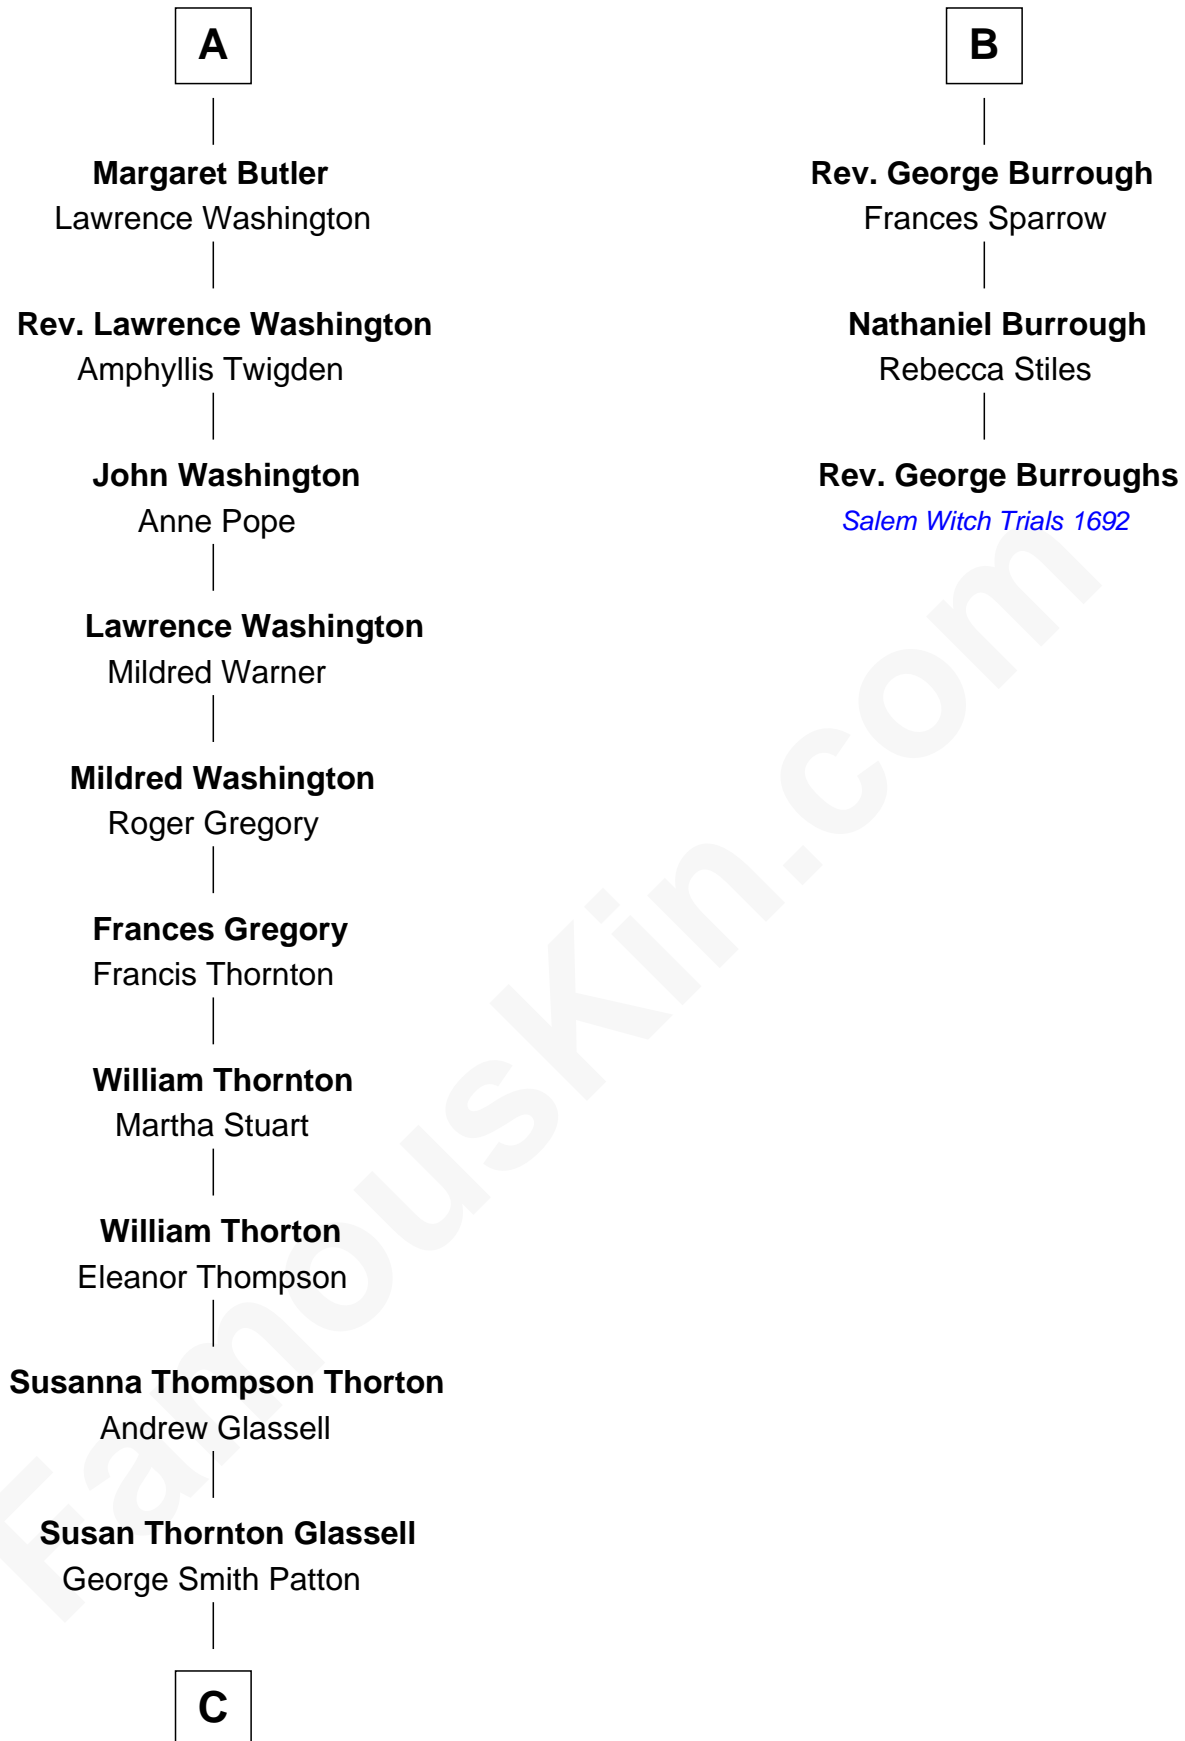 A
Margaret Butler
Lawrence Washington
Rev. Lawrence Washington
Amphyllis Twigden
John Washington
Anne Pope
Lawrence Washington
Mildred Warner
Mildred Washington
Roger Gregory
Frances Gregory
Francis Thornton
William Thornton
Martha Stuart
William Thorton
Eleanor Thompson
Susanna Thompson Thorton
Andrew Glassell
Susan Thornton Glassell
George Smith Patton
C
B
Rev. George Burrough
Frances Sparrow
Nathaniel Burrough
Rebecca Stiles
Rev. George Burroughs
Salem Witch Trials 1692
FamousKin.com